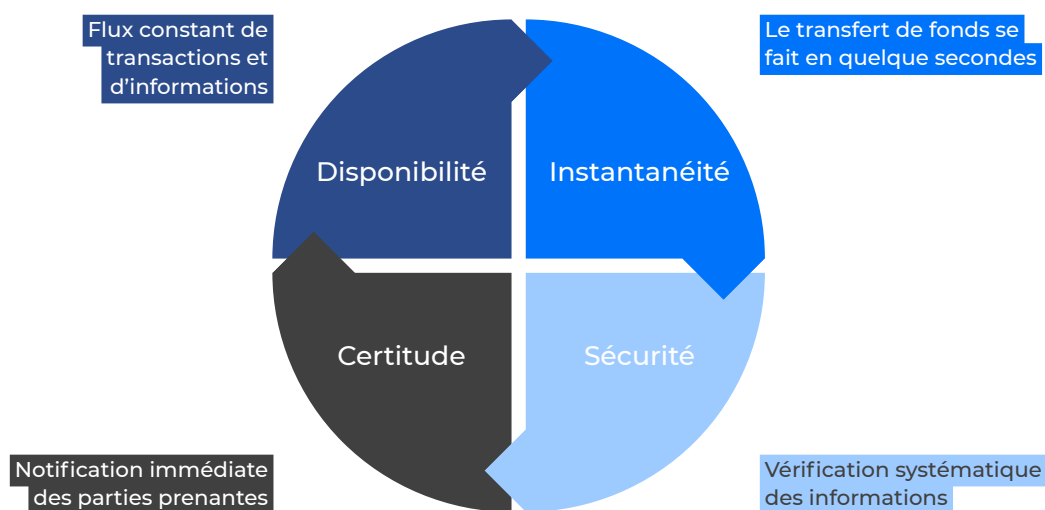 Flux constant de
transactions et
d’informations
Le transfert de fonds se
fait en quelque secondes
Disponibilité
Instantanéité
Certitude
Sécurité
Notification immédiate
des parties prenantes
Vérification systématique
des informations